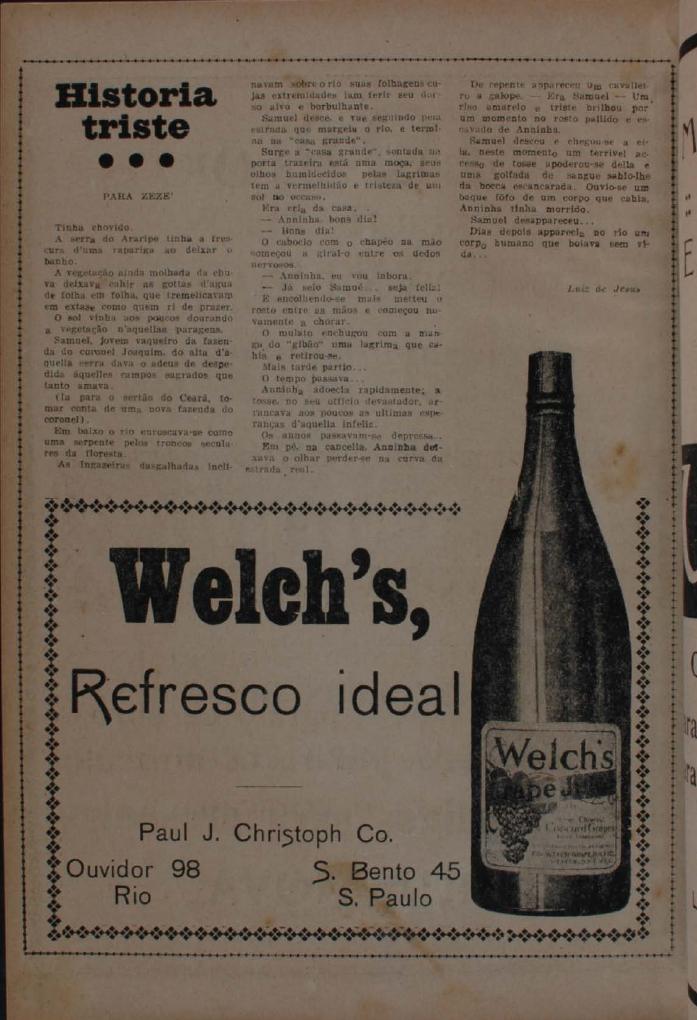 Historia
triste
PARA ZEZE'
Tinha chovido.
A serra do Araripe tinha a fres-
cura d'uma rapariga ao deixar o
banho.
A vegetação ainda molhada da chu-
va deixava cahir as gottas d'agua
de folha em folha, que tremelicavam
em extase como quem ri de prazer.
O sol vinha aos poucos dourando
a vegetação n'aquellas paragens.
Samuel, jovem vaqueiro da fazen-
da do coronel Joaquim, do alta d'a-
quella serra dava o adeus de despe-
dida áquelles campos sagrados que
tanto amava.
(Ia para o sertão do Ceará, to-
mar conta de uma nova fazenda do
coronel).
Em baixo o rio enroscava-se como
uma serpente pelos troncos secula-
res da floresta.
As Ingazeiras dasgalhadas incli-
navam sobre o rio suas folhagens cu-
jas extremidades iam ferir seu dor-
so alvo e borbulhante.
Samuel desce, e vae seguindo pela
estrada que margeia o rio, e termi-
na na "casa grande".
Surge a "casa grande", sentada na
porta trazeira está uma moça, seus
olhos humidecidos pelas lagrimas
tem a vermelhidão e tristeza de um
sol no occaso.
Era cria da casa. .
— Anninha, bons dia!
— Bons dia!
O caboclo com o chapéo na mão
começou a giral-o entre os dedos
nervosos.
— Anninha, eu vou inbora.
— Já seio Samué... seja feliz!
E encolhendo-se mais metteu o
rosto entre as mãos e começou no-
vamente a chorar.
O mulato enchugou com a man-
ga do "gibão" uma lagrima que ca-
hia e retirou-se.
Mais tarde partio...
O tempo passava...
Anninha adoecia rapidamente; a
tosse, no seu officio devastador, ar-
rancava aos poucos as ultimas espe-
ranças d'aquella infeliz.
Os annos passavam-se depressa...
Em pé, na cancella, Anninha dei-
xava o olhar perder-se na curva da
estrada real.
De repente appareceu um cavallei-
ro a galope. — Era Samuel — Um
riso amarelo e triste brilhou por
um momento no rosto pallido e es-
cavado de Anninha.
Samuel desceu e chegou-se a el-
la, neste momento um terrivel ac-
cesso de tosse apoderou-se della e
uma golfada de sangue sahio-lhe
da bocca escancarada. Ouvio-se um
baque fôfo de um corpo que cahia,
Anninha tinha morrido.
Samuel desappareceu...
Dias depois apparecia no rio um
corpo humano que boiava sem vi-
da...
Luiz de Jesus
Welch's,
Refresco ideal
Welch's
Grape Juice
Concord Grapes
Paul J. Christoph Co.
Ouvidor 98
Rio
S. Bento 45
S. Paulo